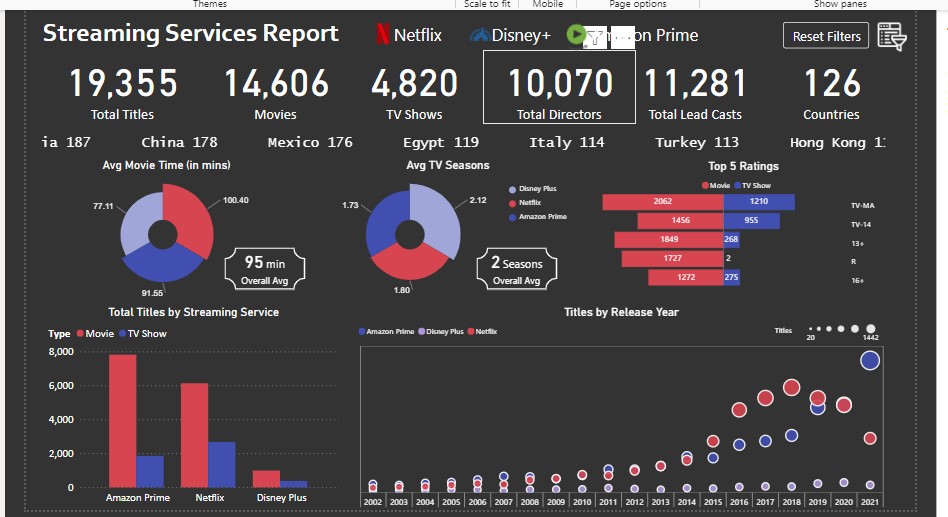 Themes Scale to fit Mobile Page options Show panes
Streaming Services Report Netflix Disney+ on Prime Reset Filters
19,355 14,606 4,820 10,070 11,281 126
Total Titles Movies TV Shows Total Directors Total Lead Casts Countries
ia 187 China 178 Mexico 176 Egypt 119 Italy 114 Turkey 113 Hong Kong
Avg Movie Time (in mins) Avg TV Seasons Top 5 Ratings
Movie TV Show
77.11 100.40 91.55
95 min
Overall Avg
1.73 2.12 1.80
Disney Plus
Netflix
Amazon Prime
2 Seasons
Overall Avg
2062 1210 TV-MA
1456 955 TV-14
1849 268 13+
1727 2 R
1272 275 16+
Total Titles by Streaming Service
Type Movie TV Show
8,000
6,000
4,000
2,000
0
Amazon Prime Netflix Disney Plus
Titles by Release Year
Amazon Prime Disney Plus Netflix
Titles
20 1442
2002 2003 2004 2005 2006 2007 2008 2009 2010 2011 2012 2013 2014 2015 2016 2017 2018 2019 2020 2021